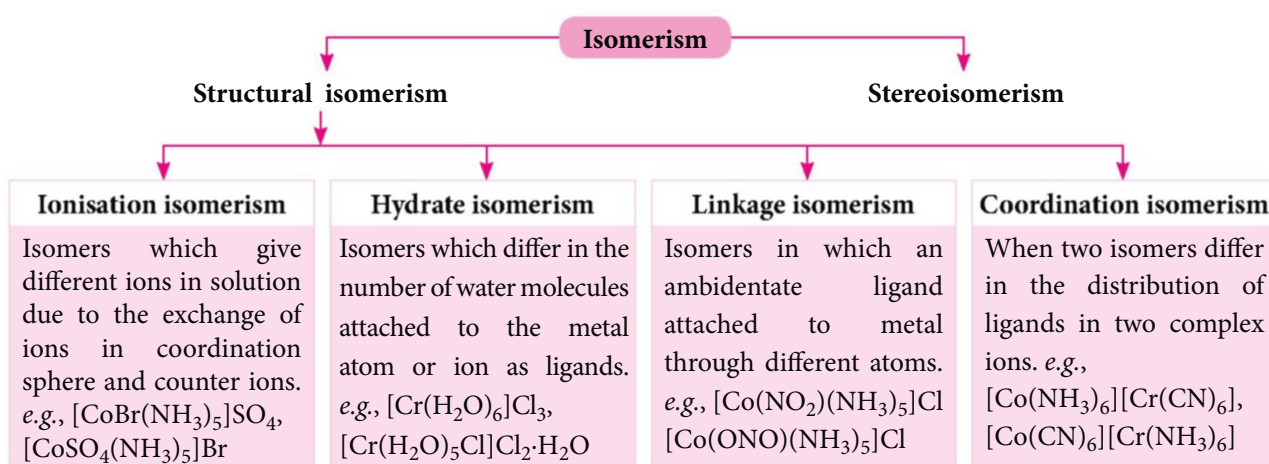 Isomerism
Structural isomerism
Stereoisomerism
Ionisation isomerism
Isomers which give
different ions in solution
due to the exchange of
ions in coordination
sphere and counter ions.
e.g., [CoBr(NH₃)₅]SO₄,
[CoSO₄(NH₃)₅]Br
Hydrate isomerism
Isomers which differ in the
number of water molecules
attached to the metal
atom or ion as ligands.
e.g., [Cr(H₂O)₆]Cl₃,
[Cr(H₂O)₅Cl]Cl₂·H₂O
Linkage isomerism
Isomers in which an
ambidentate ligand
attached to metal
through different atoms.
e.g., [Co(NO₂)(NH₃)₅]Cl
[Co(ONO)(NH₃)₅]Cl
Coordination isomerism
When two isomers differ
in the distribution of
ligands in two complex
ions. e.g.,
[Co(NH₃)₆][Cr(CN)₆],
[Co(CN)₆][Cr(NH₃)₆]